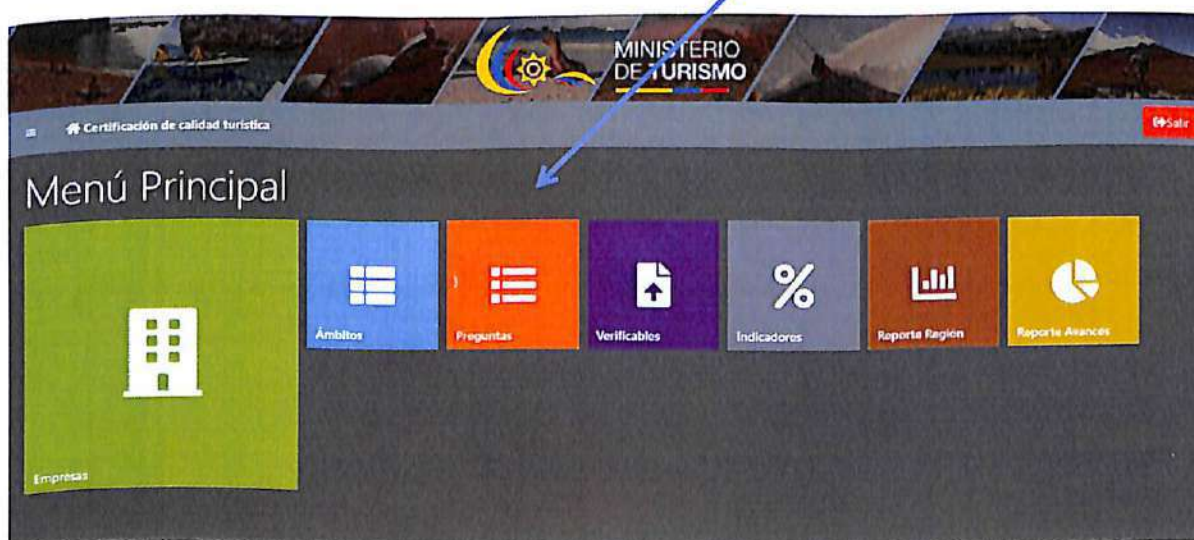 MINISTERIO
DE TURISMO
Certificación de calidad turística
Salir
Menú Principal
Empresas
Ámbitos
Preguntas
Verificables
Indicadores
Reporte Región
Reporte Avances